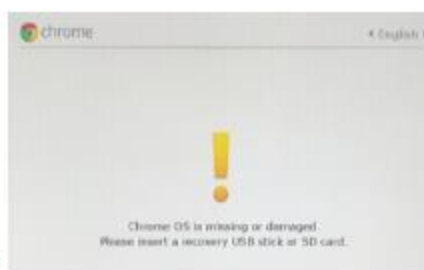 chrome
English
Chrome OS is missing or damaged.
Please insert a recovery USB stick or SD card.